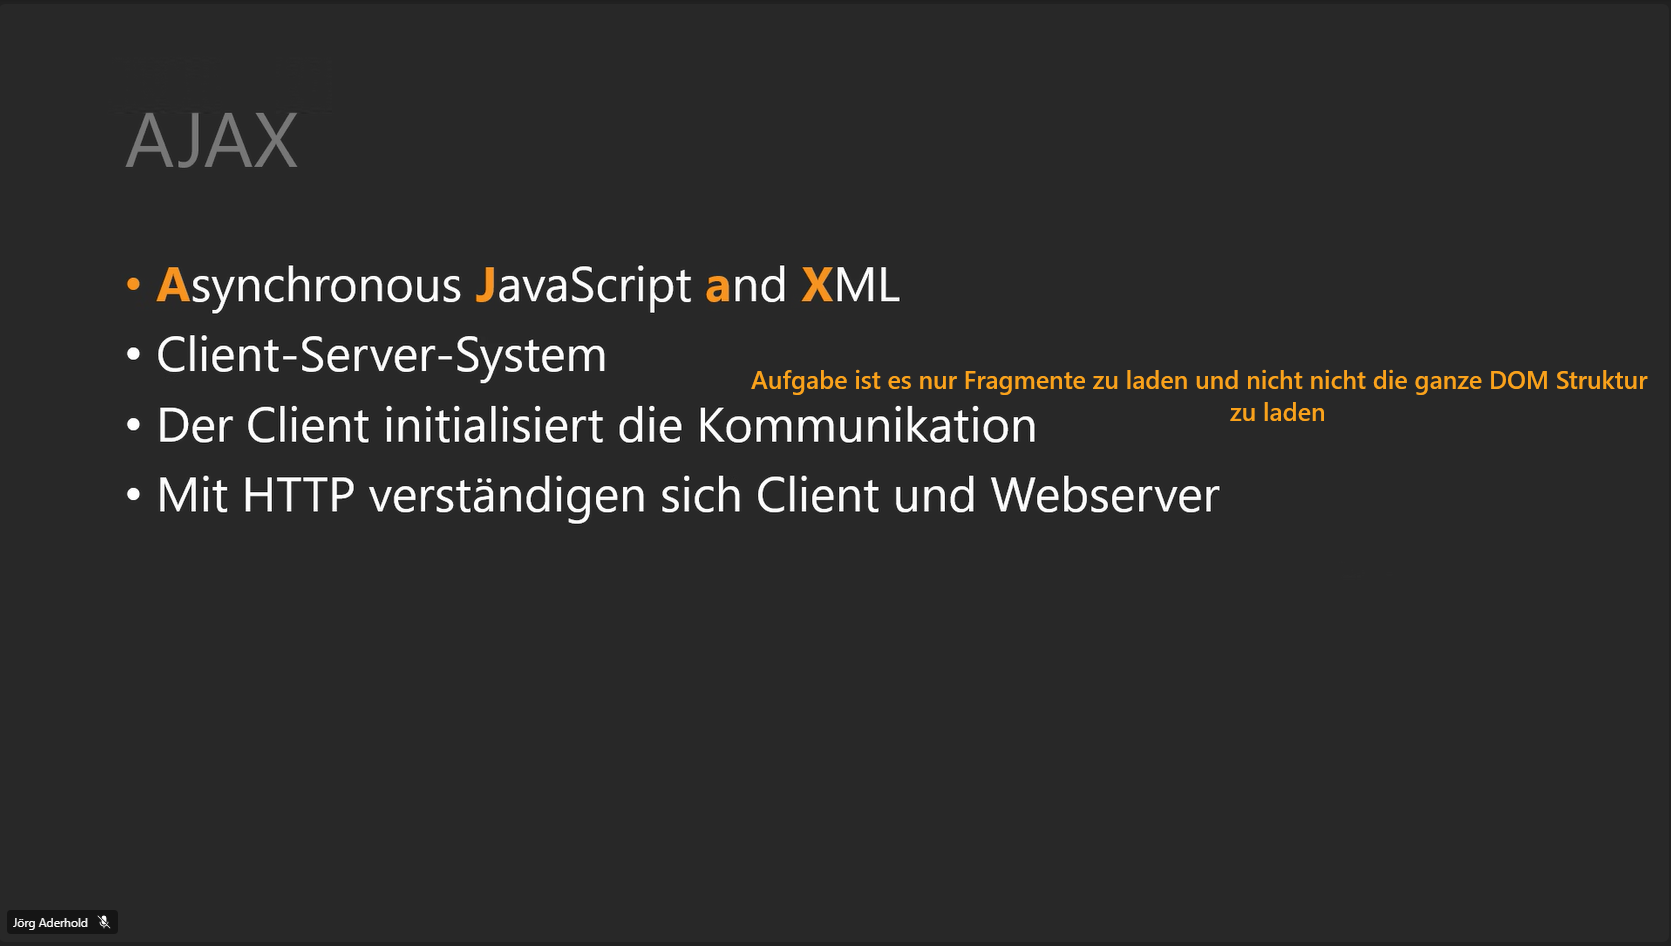 AJAX
• Asynchronous JavaScript and XML
• Client-Server-System
Aufgabe ist es nur Fragmente zu laden und nicht nicht die ganze DOM Struktur
zu laden
• Der Client initialisiert die Kommunikation
• Mit HTTP verständigen sich Client und Webserver
Jörg Aderhold